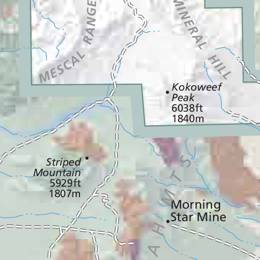 MESCAL RANGE
MINERAL HILL
Kokoweef
Peak
6038ft
1840m
Striped
Mountain
5929ft
1807m
Morning
Star Mine